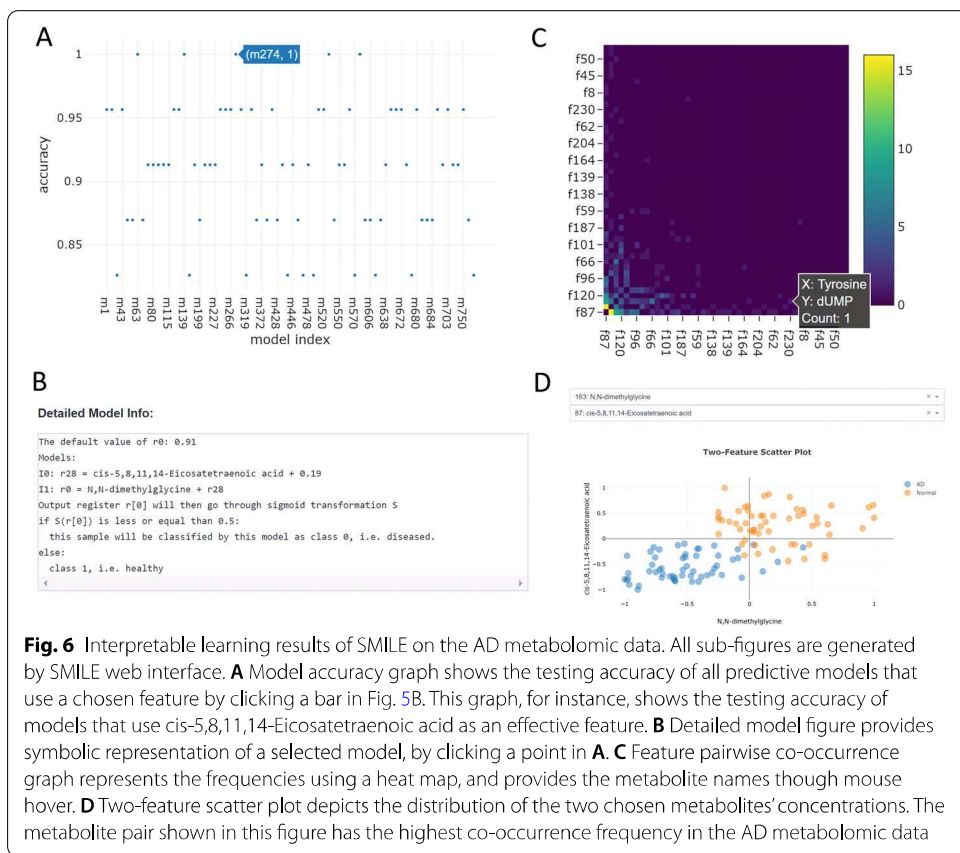 A
1
0.95
0.9
0.85
accuracy
(m274, 1)
m1
m43
m80
m115
m139
m199
m227
m266
m319
m372
m428
m446
m478
m550
m570
m606
m638
m672
m684
m703
m750
model index
C
f50
f45
f8
f230
f62
f204
f164
f139
f138
f59
f187
f101
f66
f96
f120
f87
X: Tyrosine
Y: dUMP
Count: 1
15
10
5
0
f87
f120
f96
f66
f101
f187
f59
f138
f139
f164
f204
f62
f230
f8
f45
f50
B
Detailed Model Info:
The default value of r0: 0.91
Models:
I0: r28 = cis-5,8,11,14-Eicosatetraenoic acid + 0.19
I1: r0 = N,N-dimethylglycine + r28
Output register r[0] will then go through sigmoid transformation S
if S(r[0]) is less or equal than 0.5:
this sample will be classified by this model as class 0, i.e. diseased.
else:
class 1, i.e. healthy
D
163: N,N-dimethylglycine
87: cis-5,8,11,14-Eicosatetraenoic acid
Two-Feature Scatter Plot
AD
Normal
1
0.5
0
−0.5
−1
cis-5,8,11,14-Eicosatetraenoic acid
−1
−0.5
0
0.5
1
N,N-dimethylglycine
Fig. 6 Interpretable learning results of SMILE on the AD metabolomic data. All sub-figures are generated
by SMILE web interface. A Model accuracy graph shows the testing accuracy of all predictive models that
use a chosen feature by clicking a bar in Fig. 5B. This graph, for instance, shows the testing accuracy of
models that use cis-5,8,11,14-Eicosatetraenoic acid as an effective feature. B Detailed model figure provides
symbolic representation of a selected model, by clicking a point in A. C Feature pairwise co-occurrence
graph represents the frequencies using a heat map, and provides the metabolite names though mouse
hover. D Two-feature scatter plot depicts the distribution of the two chosen metabolites' concentrations. The
metabolite pair shown in this figure has the highest co-occurrence frequency in the AD metabolomic data